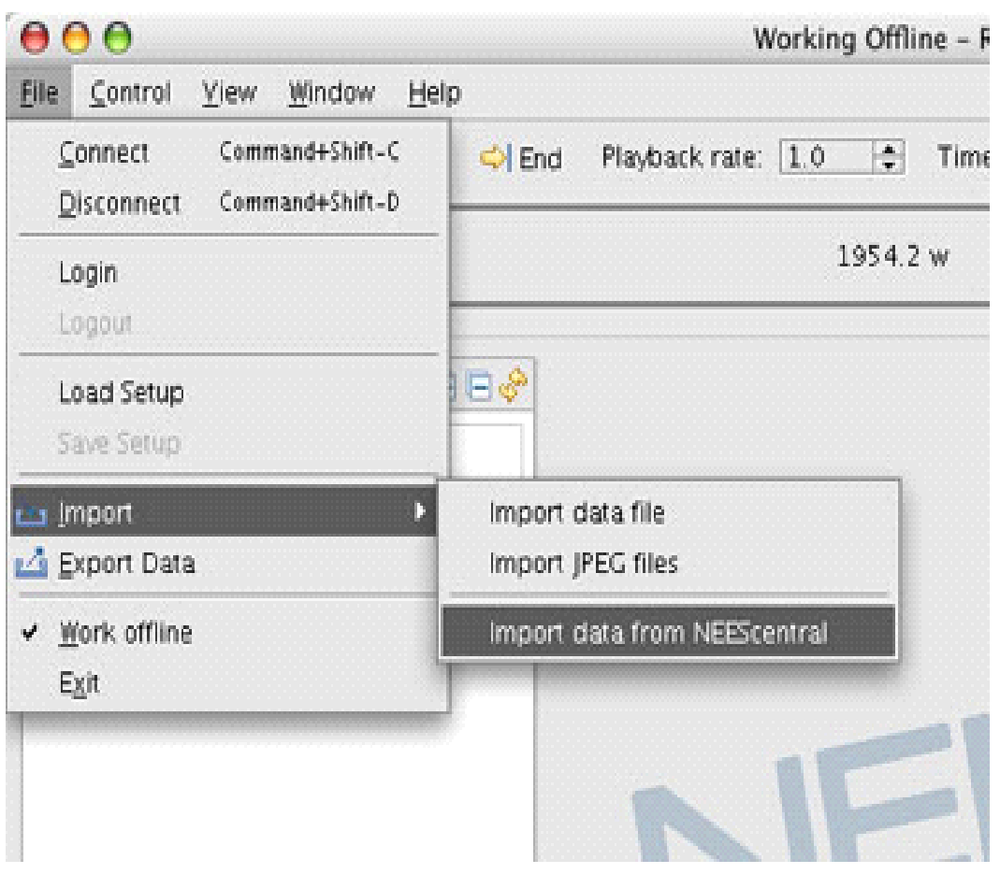 Working Offline – R
File Control View Window Help
Connect Command+Shift-C
Disconnect Command+Shift-D
End Playback rate: 1.0 Time
1954.2 w
Login
Logout
Load Setup
Save Setup
Import
Import data file
Import JPEG files
Import data from NEEScentral
Export Data
Work offline
Exit
NEE